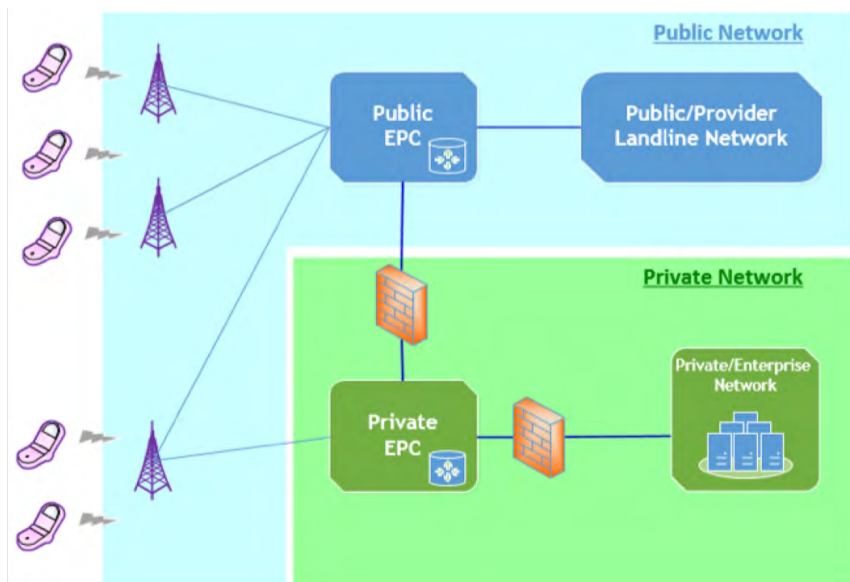 Public Network
Public
EPC
Public/Provider
Landline Network
Private Network
Private/Enterprise
Network
Private
EPC